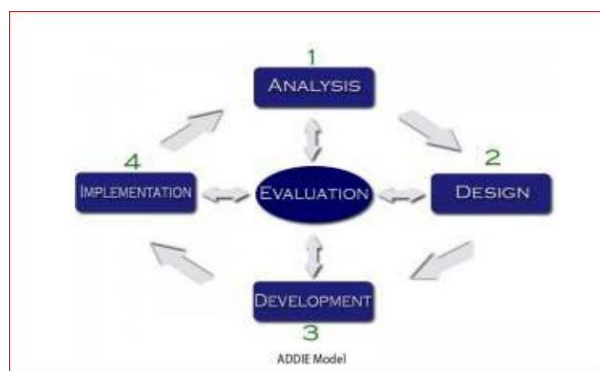 1
ANALYSIS
2
DESIGN
4
IMPLEMENTATION
EVALUATION
DEVELOPMENT
3
ADDIE Model